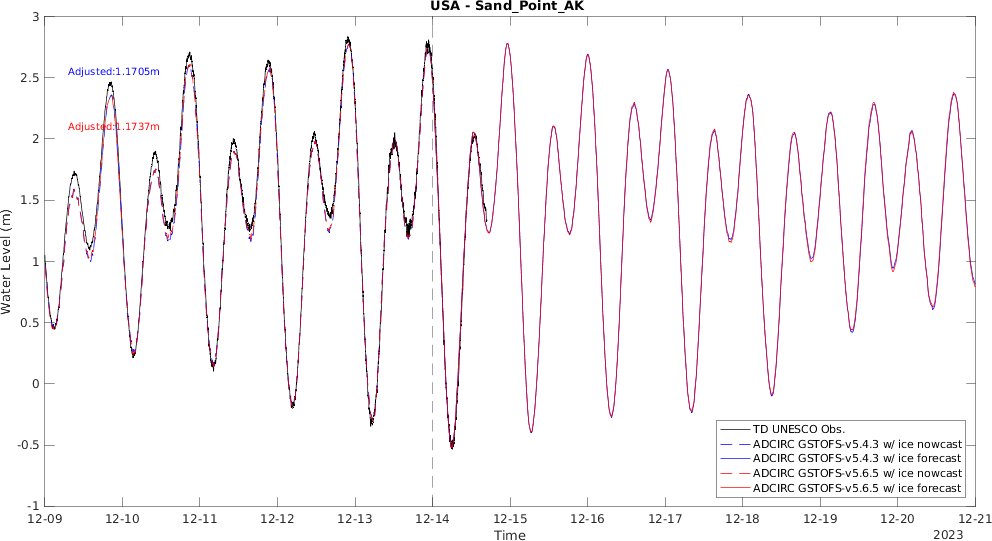 USA - Sand_Point_AK
3
2.5
2
1.5
1
0.5
0
-0.5
-1
Water Level (m)
Adjusted:1.1705m
Adjusted:1.1737m
TD UNESCO Obs.
ADCIRC GSTOFS-v5.4.3 w/ ice nowcast
ADCIRC GSTOFS-v5.4.3 w/ ice forecast
ADCIRC GSTOFS-v5.6.5 w/ ice nowcast
ADCIRC GSTOFS-v5.6.5 w/ ice forecast
12-09 12-10 12-11 12-12 12-13 12-14 12-15 12-16 12-17 12-18 12-19 12-20 12-21
Time
2023